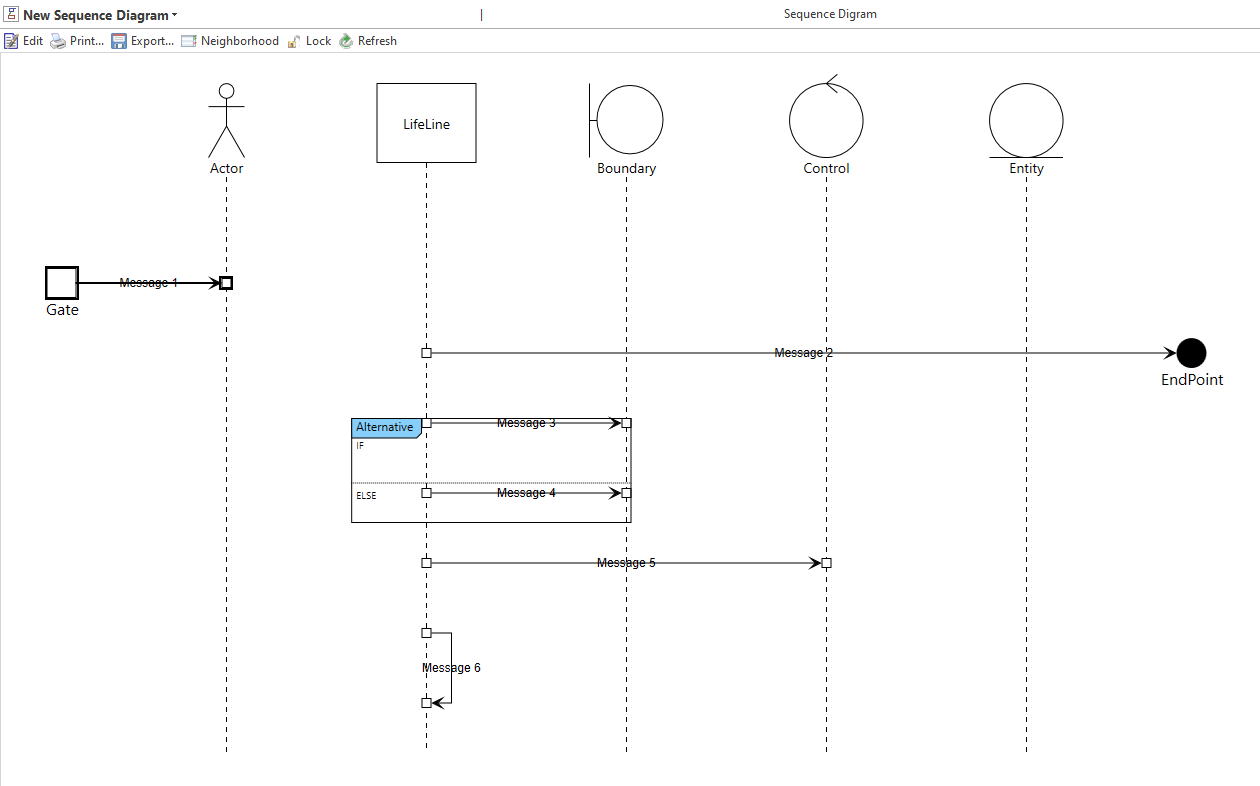 New Sequence Diagram
Sequence Digram
Edit Print... Export... Neighborhood Lock Refresh
LifeLine
Actor
Boundary
Control
Entity
Message 1
Gate
Message 2
EndPoint
Message 3
Alternative
IF
Message 4
ELSE
Message 5
Message 6